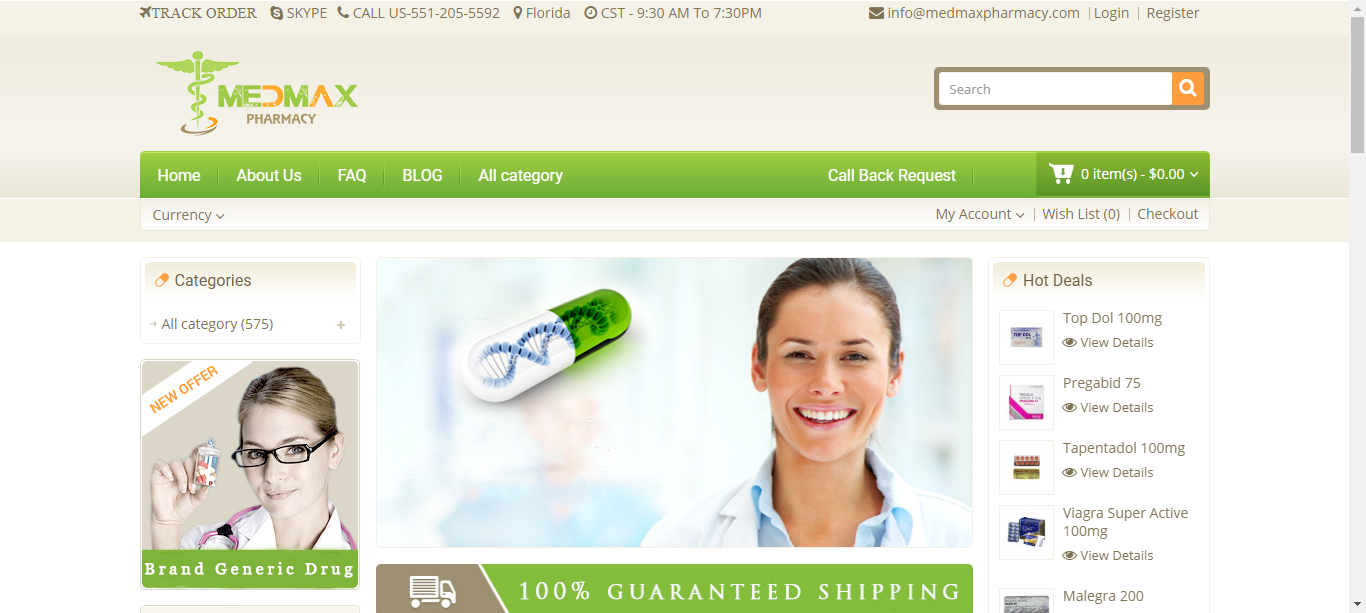 TRACK ORDER SKYPE CALL US-551-205-5592 Florida CST - 9:30 AM To 7:30PM info@medmaxpharmacy.com Login Register
MEDMAX
PHARMACY
Search
Home About Us FAQ BLOG All category Call Back Request 0 item(s) - $0.00
Currency My Account Wish List (0) Checkout
Categories
All category (575)
NEW OFFER
Brand Generic Drug
100% GUARANTEED SHIPPING
Hot Deals
Top Dol 100mg
View Details
Pregabid 75
View Details
Tapentadol 100mg
View Details
Viagra Super Active
100mg
View Details
Malegra 200